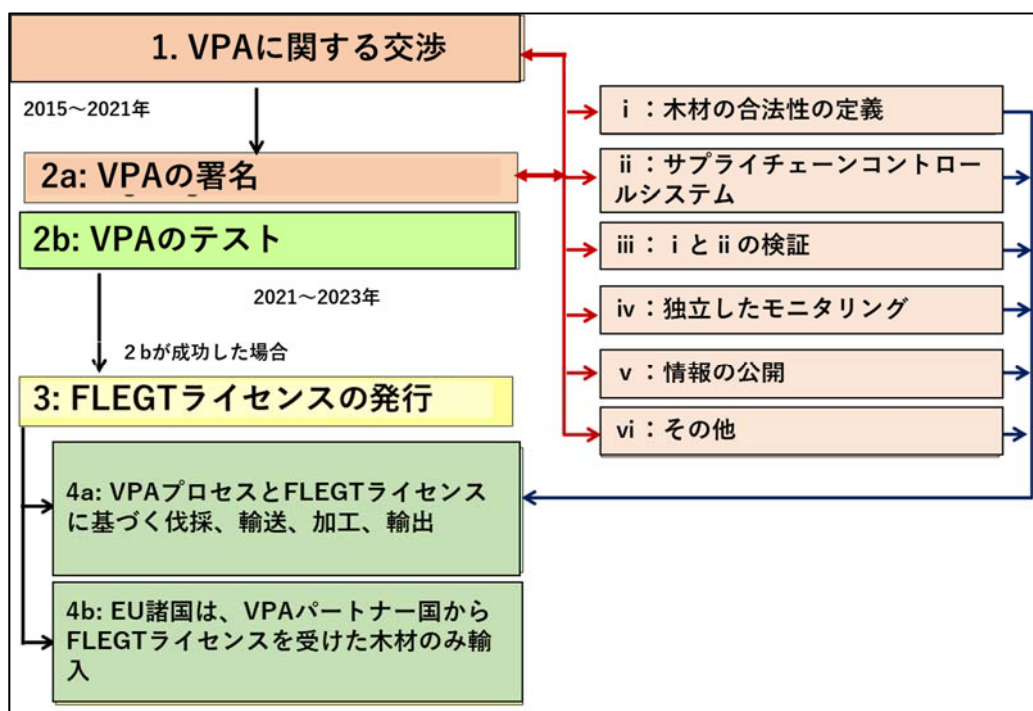 1. VPAに関する交渉
2015～2021年
2a: VPAの署名
2b: VPAのテスト
2021～2023年
２bが成功した場合
3: FLEGTライセンスの発行
4a: VPAプロセスとFLEGTライセンス
に基づく伐採、輸送、加工、輸出
4b: EU諸国は、VPAパートナー国から
FLEGTライセンスを受けた木材のみ輸
入
ⅰ：木材の合法性の定義
ⅱ：サプライチェーンコントロー
ルシステム
ⅲ：ⅰとⅱの検証
ⅳ：独立したモニタリング
ⅴ：情報の公開
ⅵ：その他